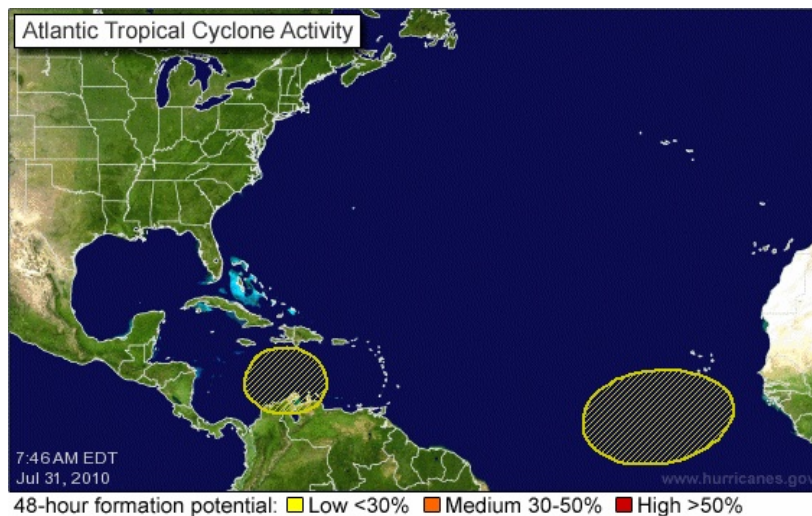 Atlantic Tropical Cyclone Activity
7:46 AM EDT
Jul 31, 2010
www.hurricanes.gov
48-hour formation potential: Low <30% Medium 30-50% High >50%